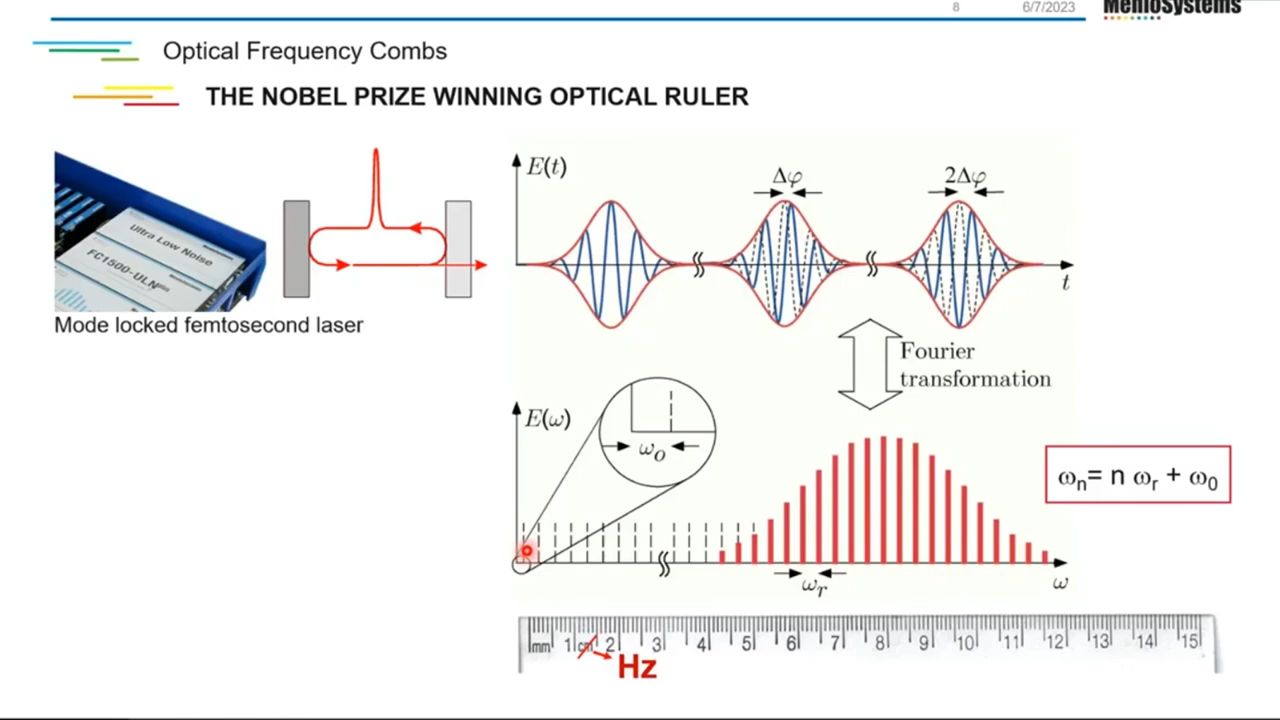 8
6/7/2023
MenloSystems
Optical Frequency Combs
THE NOBEL PRIZE WINNING OPTICAL RULER
E(t)
Δφ
2Δφ
t
Ultra Low Noise
FC1500-ULN
Mode locked femtosecond laser
Fourier
transformation
E(ω)
ω₀
ωₙ= n ωᵣ + ω₀
ωᵣ
ω
mm 1cm 2 3 4 5 6 7 8 9 10 11 12 13 14 15
Hz